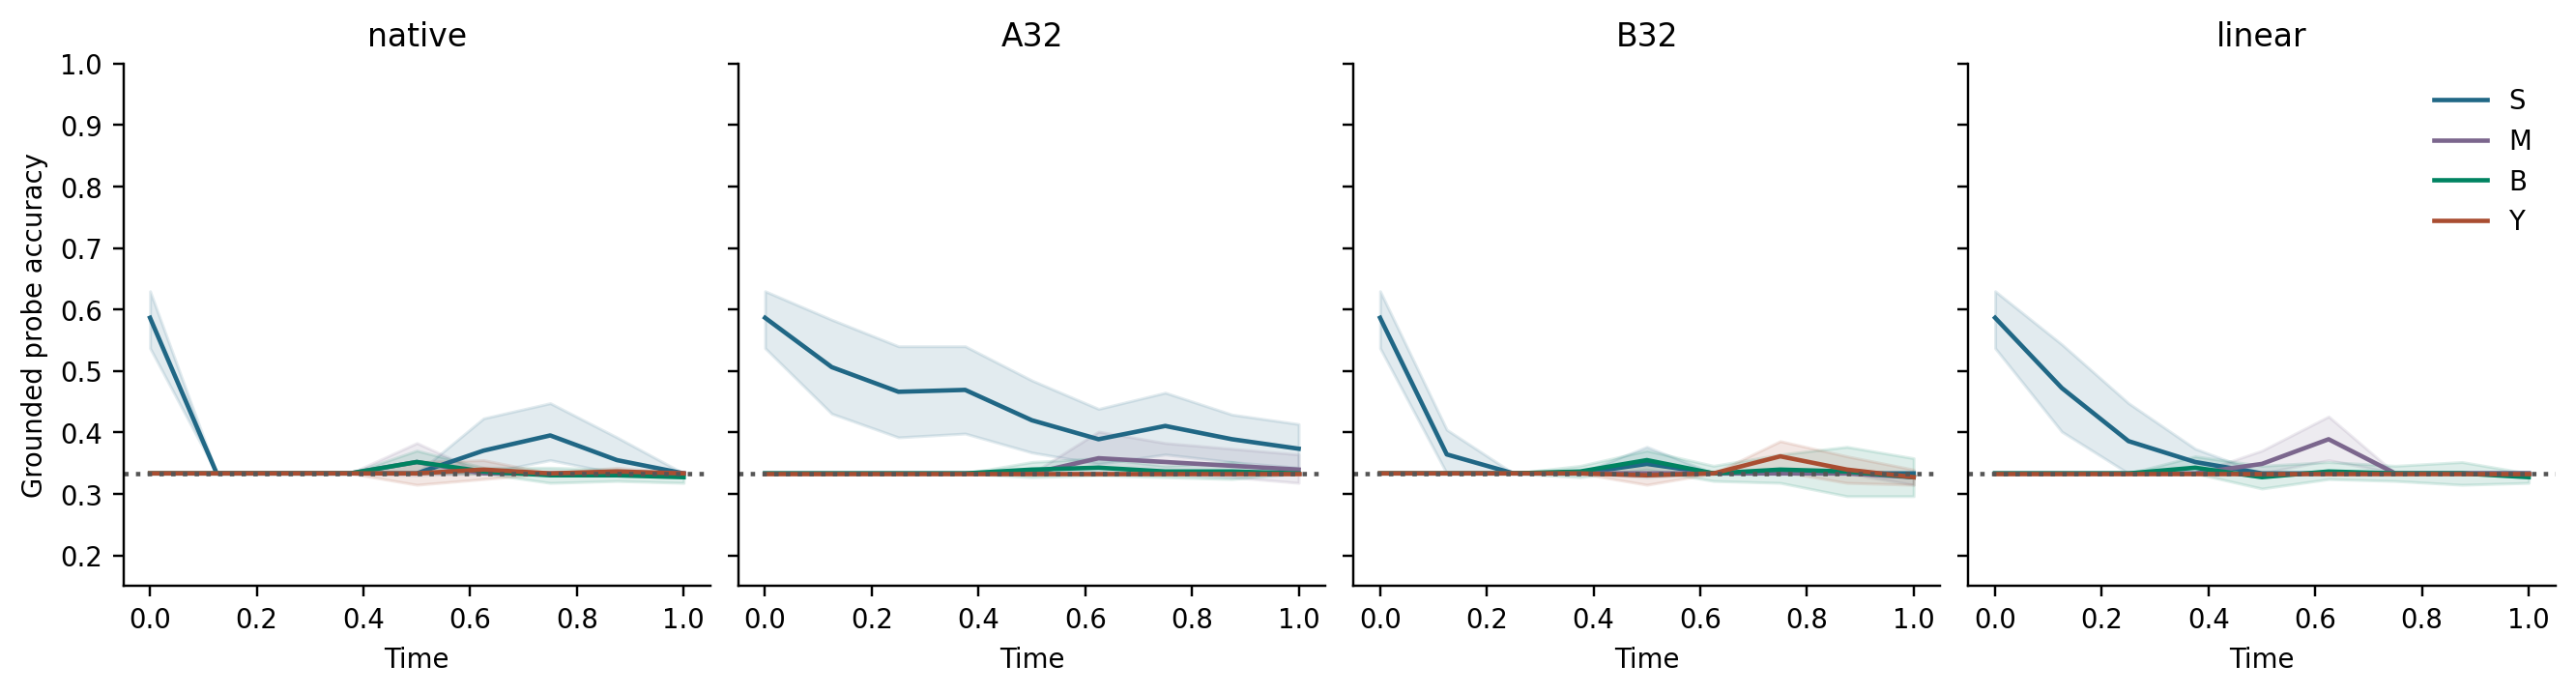 native
A32
B32
linear
Grounded probe accuracy
1.0
0.9
0.8
0.7
0.6
0.5
0.4
0.3
0.2
S
M
B
Y
0.0 0.2 0.4 0.6 0.8 1.0
0.0 0.2 0.4 0.6 0.8 1.0
0.0 0.2 0.4 0.6 0.8 1.0
0.0 0.2 0.4 0.6 0.8 1.0
Time
Time
Time
Time